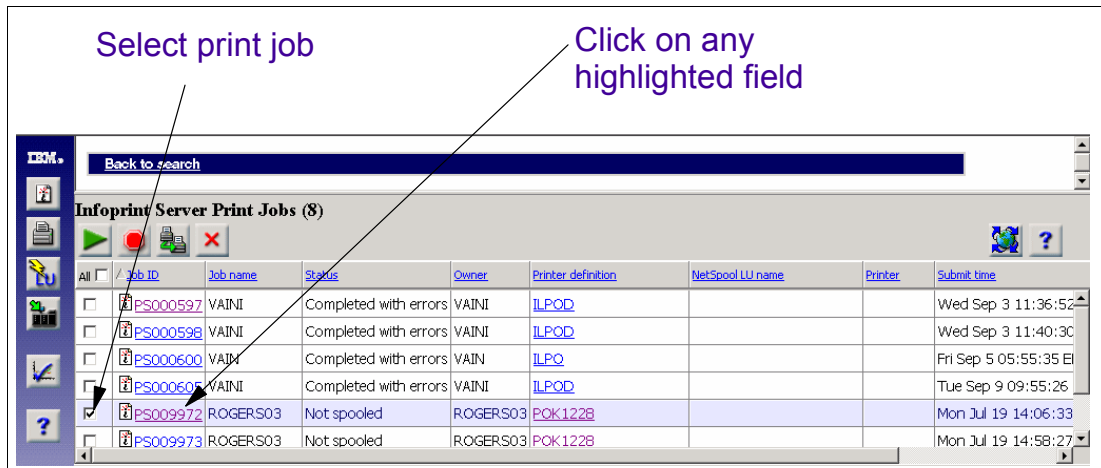 Select print job
Click on any
highlighted field
IBM.
Back to search
Infoprint Server Print Jobs (8)
?
All Job ID Job name Status Owner Printer definition NetSpool LU name Printer Submit time
PS000597 VAINI Completed with errors VAINI ILPOD Wed Sep 3 11:36:52
LU
PS000598 VAINI Completed with errors VAINI ILPOD Wed Sep 3 11:40:30
PS000600 VAIN Completed with errors VAIN ILPO Fri Sep 5 05:55:35
PS000605 VAINI Completed with errors VAINI ILPOD Tue Sep 9 09:55:26
PS009972 ROGERS03 Not spooled ROGERS03 POK1228 Mon Jul 19 14:06:33
?
PS009973 ROGERS03 Not spooled ROGERS03 POK1228 Mon Jul 19 14:58:27